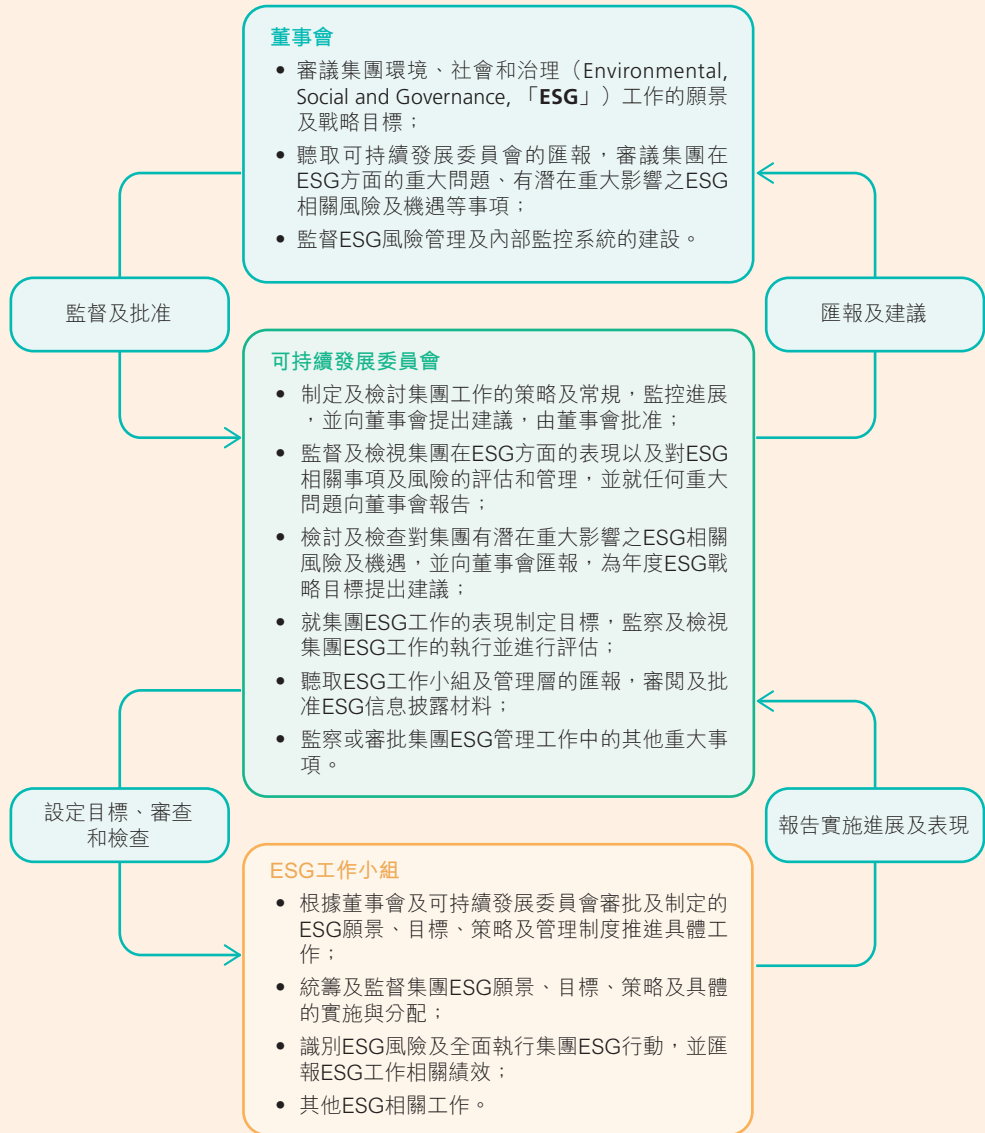 董事會
• 審議集團環境、社會和治理（Environmental,
Social and Governance, 「ESG」）工作的願景
及戰略目標；
• 聽取可持續發展委員會的匯報，審議集團在
ESG方面的重大問題、有潛在重大影響之ESG
相關風險及機遇等事項；
• 監督ESG風險管理及內部監控系統的建設。
監督及批准
匯報及建議
可持續發展委員會
• 制定及檢討集團工作的策略及常規，監控進展
，並向董事會提出建議，由董事會批准；
• 監督及檢視集團在ESG方面的表現以及對ESG
相關事項及風險的評估和管理，並就任何重大
問題向董事會報告；
• 檢討及檢查對集團有潛在重大影響之ESG相關
風險及機遇，並向董事會匯報，為年度ESG戰
略目標提出建議；
• 就集團ESG工作的表現制定目標，監察及檢視
集團ESG工作的執行並進行評估；
• 聽取ESG工作小組及管理層的匯報，審閱及批
准ESG信息披露材料；
• 監察或審批集團ESG管理工作中的其他重大事
項。
設定目標、審查
和檢查
報告實施進展及表現
ESG工作小組
• 根據董事會及可持續發展委員會審批及制定的
ESG願景、目標、策略及管理制度推進具體工
作；
• 統籌及監督集團ESG願景、目標、策略及具體
的實施與分配；
• 識別ESG風險及全面執行集團ESG行動，並匯
報ESG工作相關績效；
• 其他ESG相關工作。